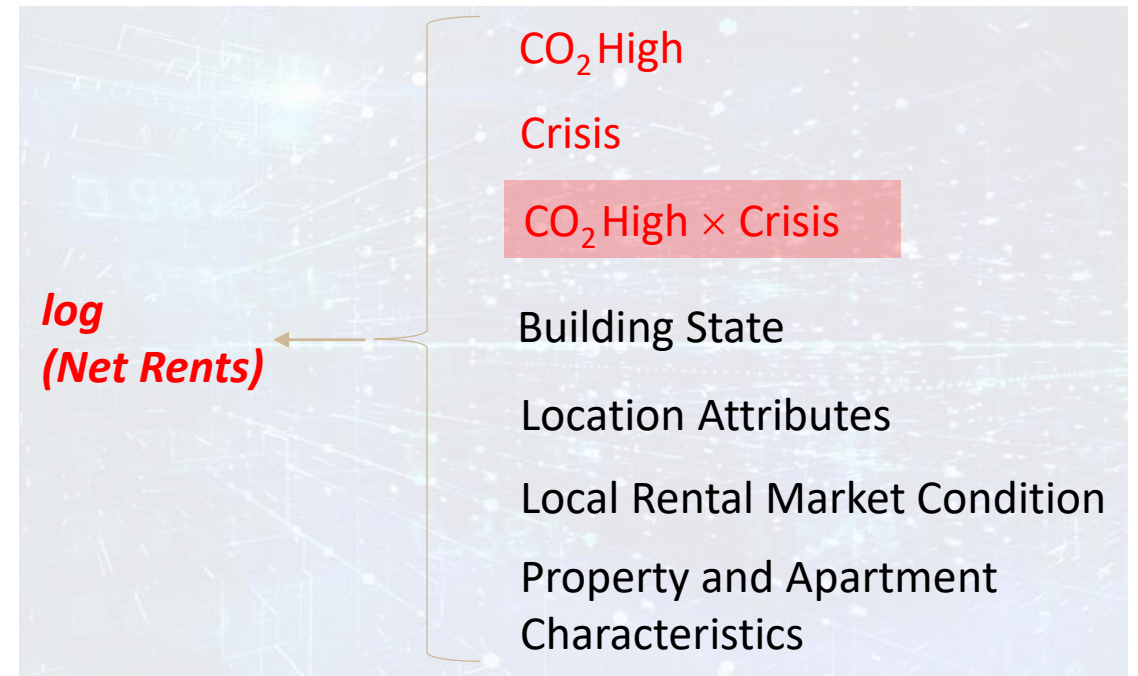 CO₂ High
Crisis
CO₂ High × Crisis
log
(Net Rents)
Building State
Location Attributes
Local Rental Market Condition
Property and Apartment
Characteristics